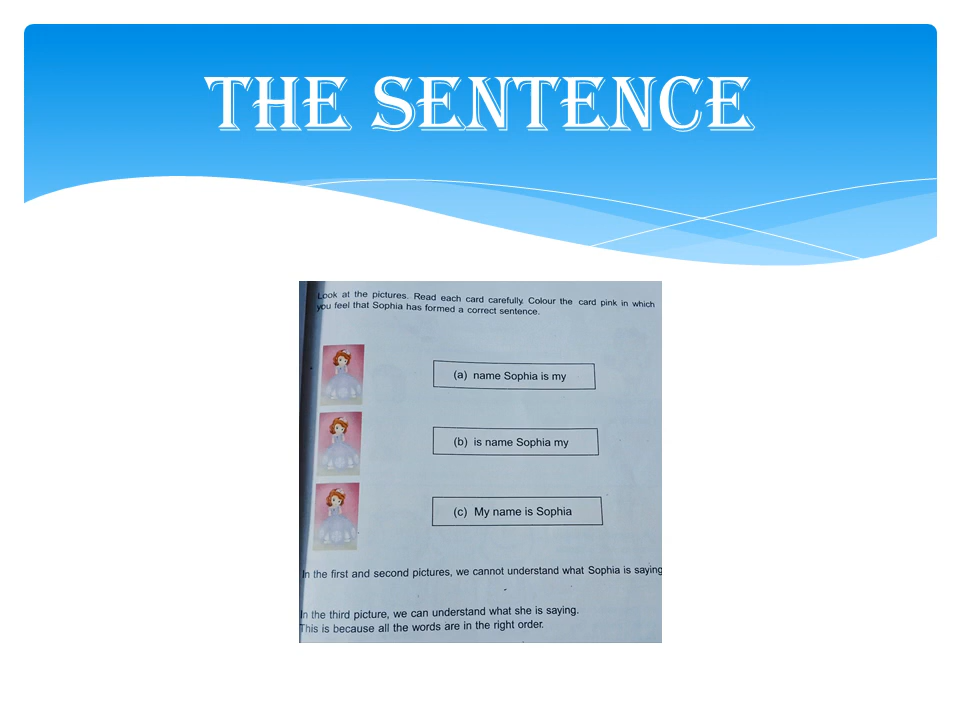 THE SENTENCE
Look at the pictures. Read each card carefully. Colour the card pink in which
you feel that Sophia has formed a correct sentence.
(a) name Sophia is my
(b) is name Sophia my
(c) My name is Sophia
In the first and second pictures, we cannot understand what Sophia is saying
In the third picture, we can understand what she is saying.
This is because all the words are in the right order.